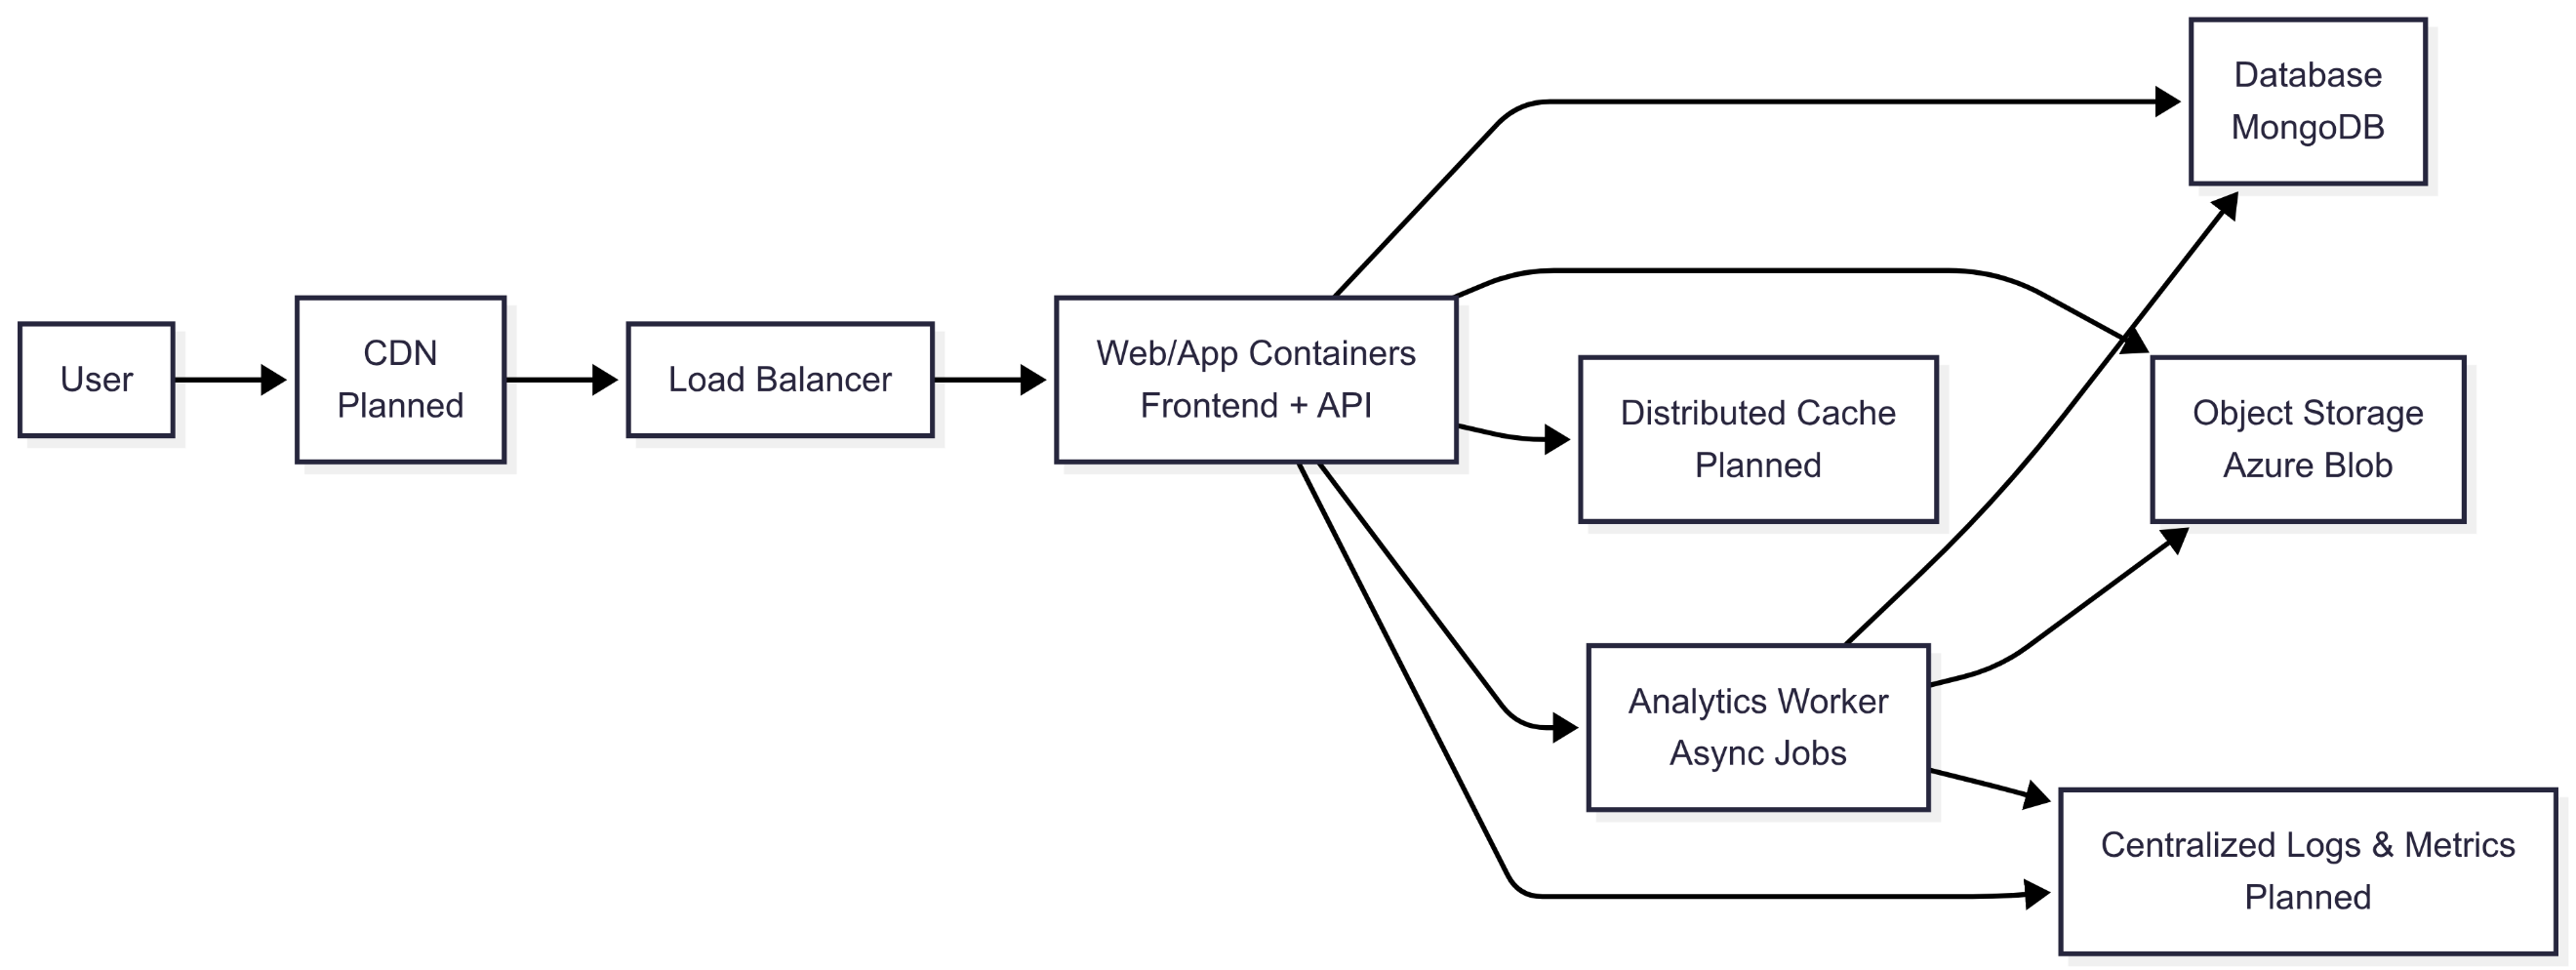 User
CDN
Planned
Load Balancer
Web/App Containers
Frontend + API
Database
MongoDB
Distributed Cache
Planned
Object Storage
Azure Blob
Analytics Worker
Async Jobs
Centralized Logs & Metrics
Planned